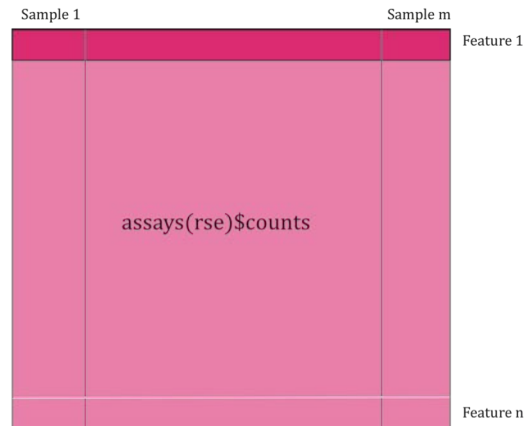 Sample 1
Sample m
Feature 1
assays(rse)$counts
Feature n